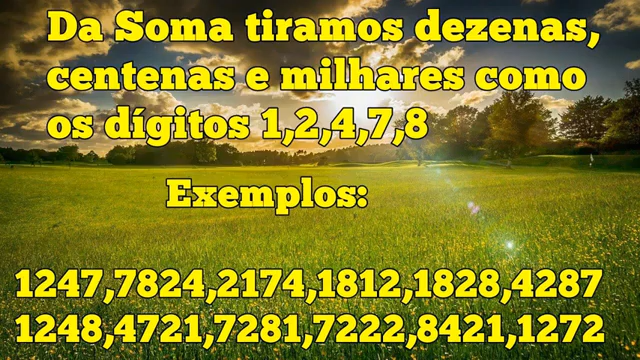 Da Soma tiramos dezenas,
centenas e milhares como
os dígitos 1,2,4,7,8
Exemplos:
1247,7824,2174,1812,1828,4287
1248,4721,7281,7222,8421,1272